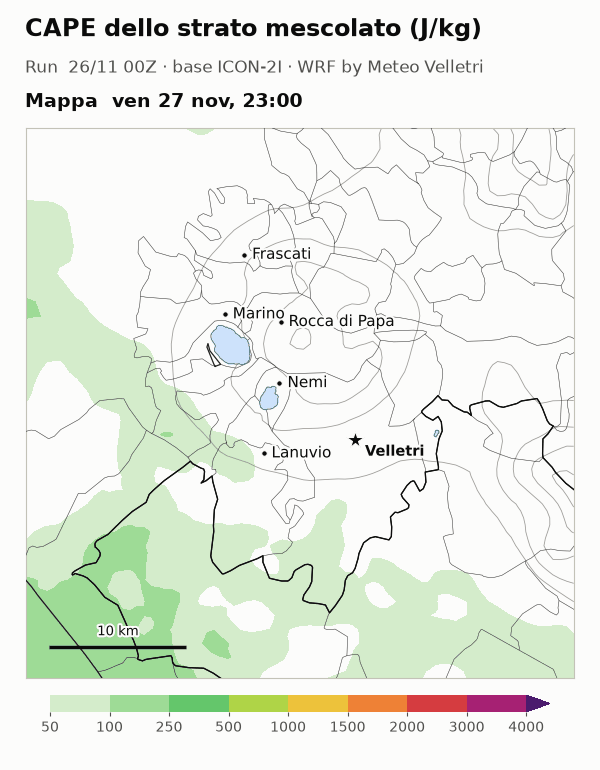 CAPE dello strato mescolato (J/kg)
Run  26/11 00Z · base ICON-2I · WRF by Meteo Velletri
Mappa  ven 27 nov, 23:00
Frascati
Marino
Rocca di Papa
Nemi
Velletri
Lanuvio
10 km
50 100 250 500 1000 1500 2000 3000 4000